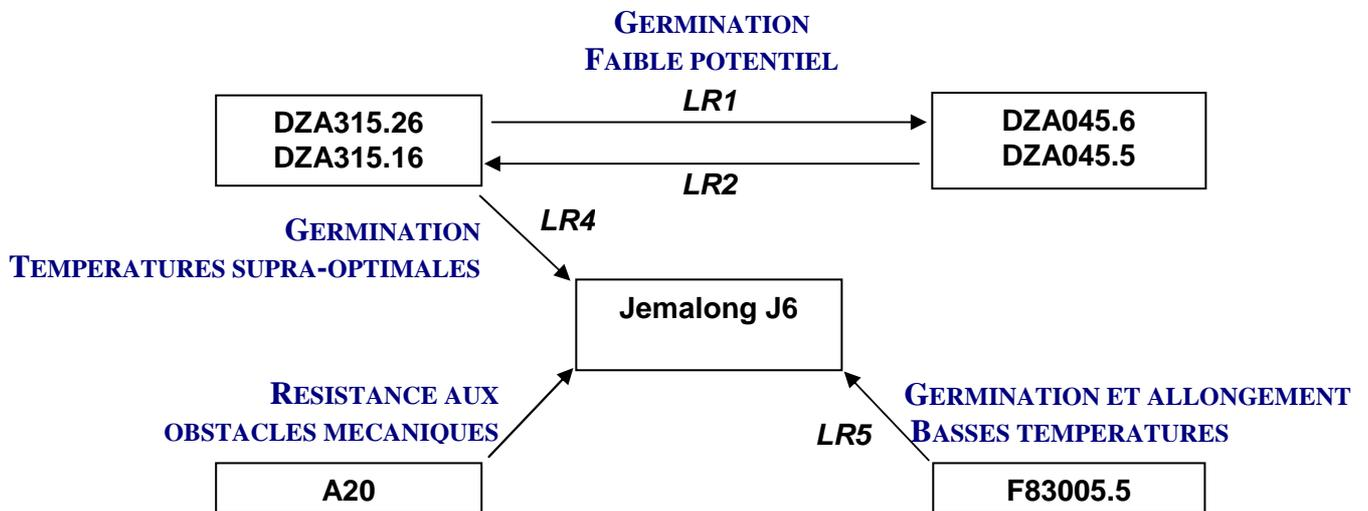 GERMINATION
FAIBLE POTENTIEL
LR1
DZA315.26
DZA315.16
DZA045.6
DZA045.5
LR2
LR4
GERMINATION
TEMPERATURES SUPRA-OPTIMALES
Jemalong J6
RESISTANCE AUX
OBSTACLES MECANIQUES
GERMINATION ET ALLONGEMENT
BASSES TEMPERATURES
LR5
A20
F83005.5